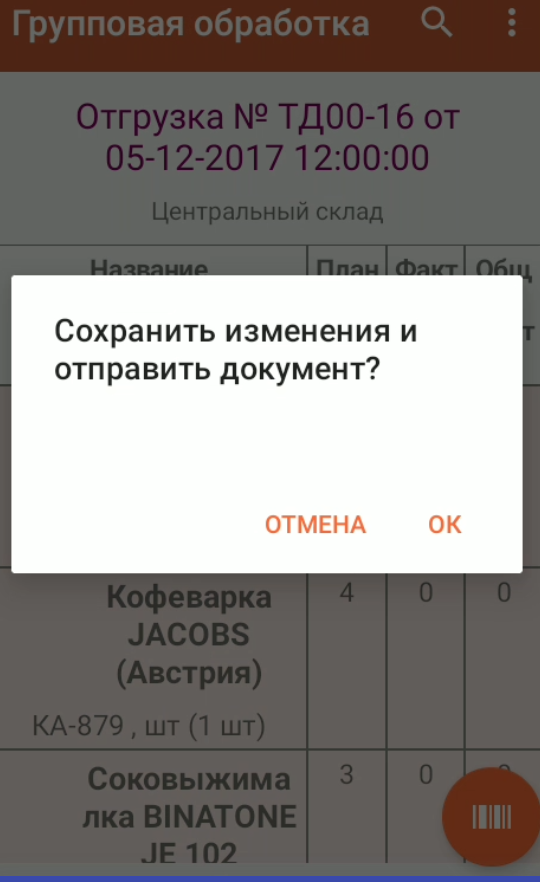 Групповая обработка
Отгрузка № ТД00-16 от
05-12-2017 12:00:00
Центральный склад
Название План Факт Общ
т
Сохранить изменения и
отправить документ?
ОТМЕНА ОК
Кофеварка 4 0 0
JACOBS
(Австрия)
КА-879 , шт (1 шт)
Соковыжима 3 0
лка BINATONE
JE 102